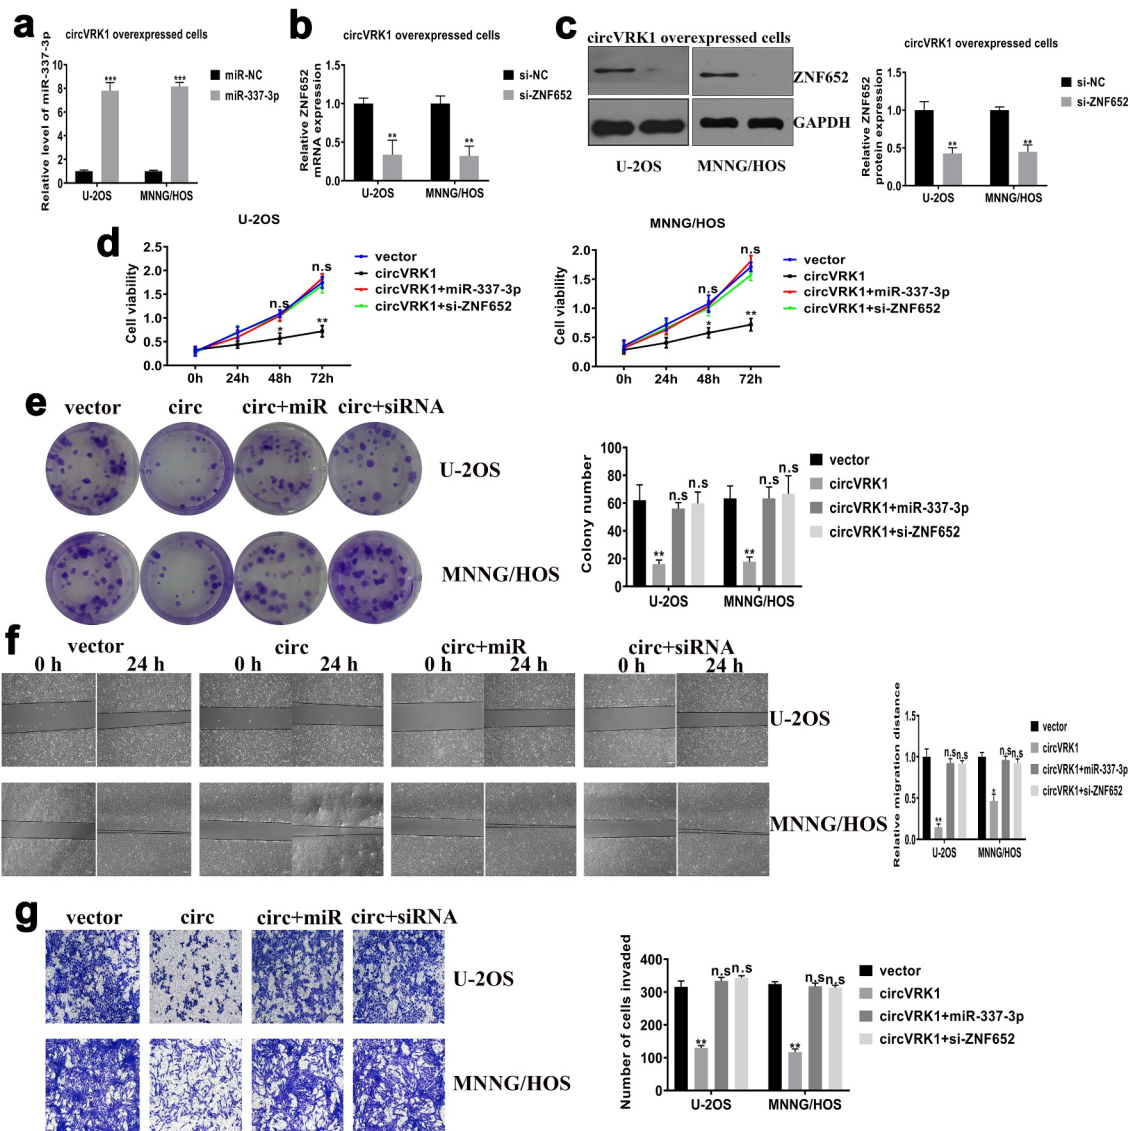 a
circVRK1 overexpressed cells
Relative level of miR-337-3p
10
8
6
4
2
0
***
***
miR-NC
miR-337-3p
U-2OS
MNNG/HOS
b
circVRK1 overexpressed cells
Relative ZNF652
mRNA expression
1.5
1.0
0.5
0.0
**
**
si-NC
si-ZNF652
U-2OS
MNNG/HOS
c
circVRK1 overexpressed cells
ZNF652
GAPDH
U-2OS
MNNG/HOS
circVRK1 overexpressed cells
Relative ZNF652
protein expression
1.5
1.0
0.5
0.0
**
**
si-NC
si-ZNF652
U-2OS
MNNG/HOS
d
U-2OS
Cell viability
2.5
2.0
1.5
1.0
0.5
0.0
n.s
n.s
*
**
0h
24h
48h
72h
vector
circVRK1
circVRK1+miR-337-3p
circVRK1+si-ZNF652
MNNG/HOS
Cell viability
2.0
1.5
1.0
0.5
0.0
n.s
n.s
*
**
0h
24h
48h
72h
vector
circVRK1
circVRK1+miR-337-3p
circVRK1+si-ZNF652
e
vector
circ
circ+miR
circ+siRNA
U-2OS
MNNG/HOS
Colony number
100
80
60
40
20
0
**
n.s
n.s
**
n.s
n.s
U-2OS
MNNG/HOS
vector
circVRK1
circVRK1+miR-337-3p
circVRK1+si-ZNF652
f
vector
circ
circ+miR
circ+siRNA
0 h
24 h
0 h
24 h
0 h
24 h
0 h
24 h
U-2OS
MNNG/HOS
Relative migration distance
1.5
1.0
0.5
0.0
**
n.s
n.s
*
n.s
n.s
U-2OS
MNNG/HOS
vector
circVRK1
circVRK1+miR-337-3p
circVRK1+si-ZNF652
g
vector
circ
circ+miR
circ+siRNA
U-2OS
MNNG/HOS
Number of cells invaded
400
300
200
100
0
**
n.s
n.s
**
n.s
n.s
U-2OS
MNNG/HOS
vector
circVRK1
circVRK1+miR-337-3p
circVRK1+si-ZNF652